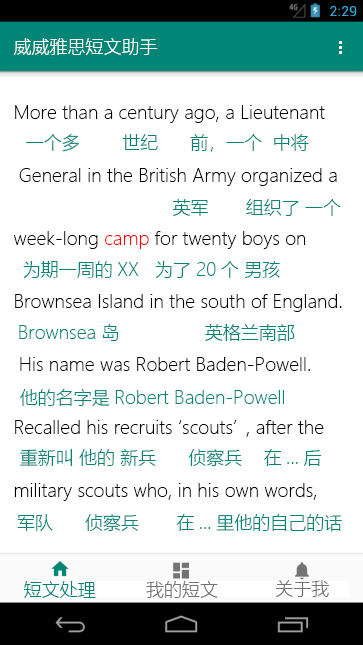 4G 2:29
威威雅思短文助手
More than a century ago, a Lieutenant
一个多 世纪 前，一个 中将
General in the British Army organized a
英军 组织了 一个
week-long camp for twenty boys on
为期一周的 XX 为了 20 个 男孩
Brownsea Island in the south of England.
Brownsea 岛 英格兰南部
His name was Robert Baden-Powell.
他的名字是 Robert Baden-Powell
Recalled his recruits ‘scouts’ , after the
重新叫 他的 新兵 侦察兵 在 ... 后
military scouts who, in his own words,
军队 侦察兵 在 ... 里他的自己的话
短文处理 我的短文 关于我